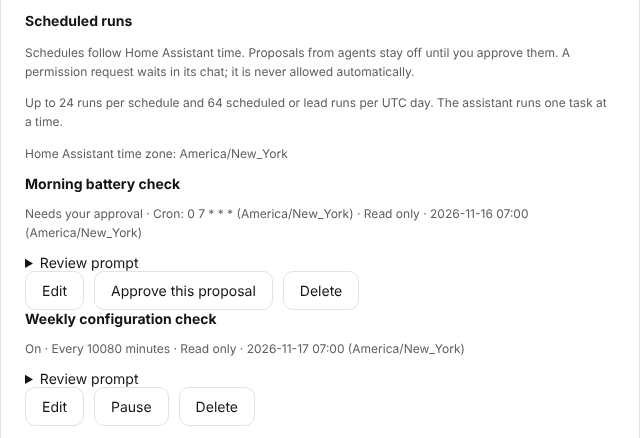 Scheduled runs
Schedules follow Home Assistant time. Proposals from agents stay off until you approve them. A
permission request waits in its chat; it is never allowed automatically.
Up to 24 runs per schedule and 64 scheduled or lead runs per UTC day. The assistant runs one task at
a time.
Home Assistant time zone: America/New_York
Morning battery check
Needs your approval · Cron: 0 7 * * * (America/New_York) · Read only · 2026-11-16 07:00
(America/New_York)
Review prompt
Edit Approve this proposal Delete
Weekly configuration check
On · Every 10080 minutes · Read only · 2026-11-17 07:00 (America/New_York)
Review prompt
Edit Pause Delete